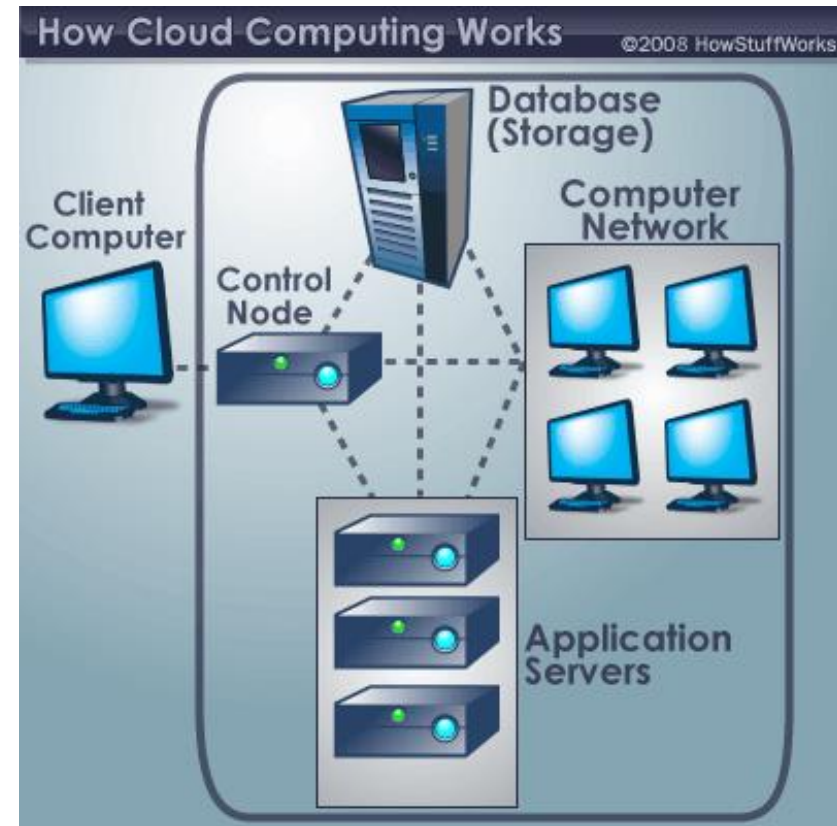 How Cloud Computing Works
©2008 HowStuffWorks
Database
(Storage)
Client
Computer
Computer
Network
Control
Node
Application
Servers